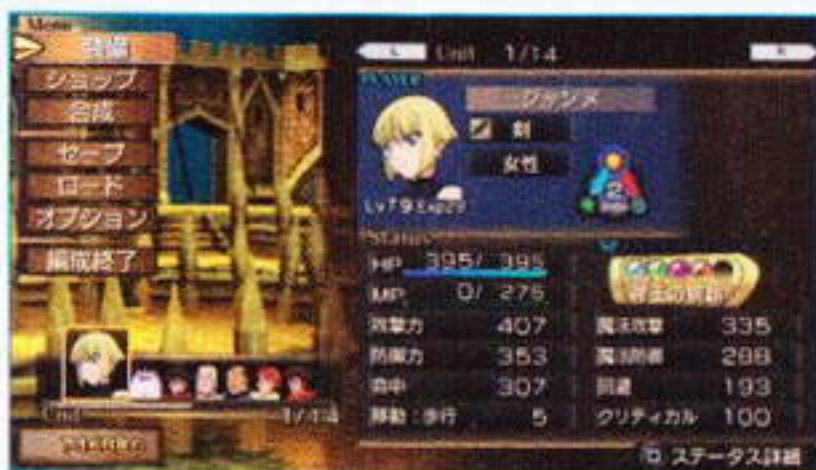 Menu
装備
ショップ
合成
セーブ
ロード
オプション
編成終了
Unit 1/14
L Unit 1/14 R
PLAYER
ジャンヌ
剣
女性
Status
HP 395/ 395
MP 0/ 276
攻撃力 407 魔法攻撃 335
防御力 353 魔法防御 288
命中 307 回避 193
移動:歩行 5 クリティカル 100
ステータス詳細